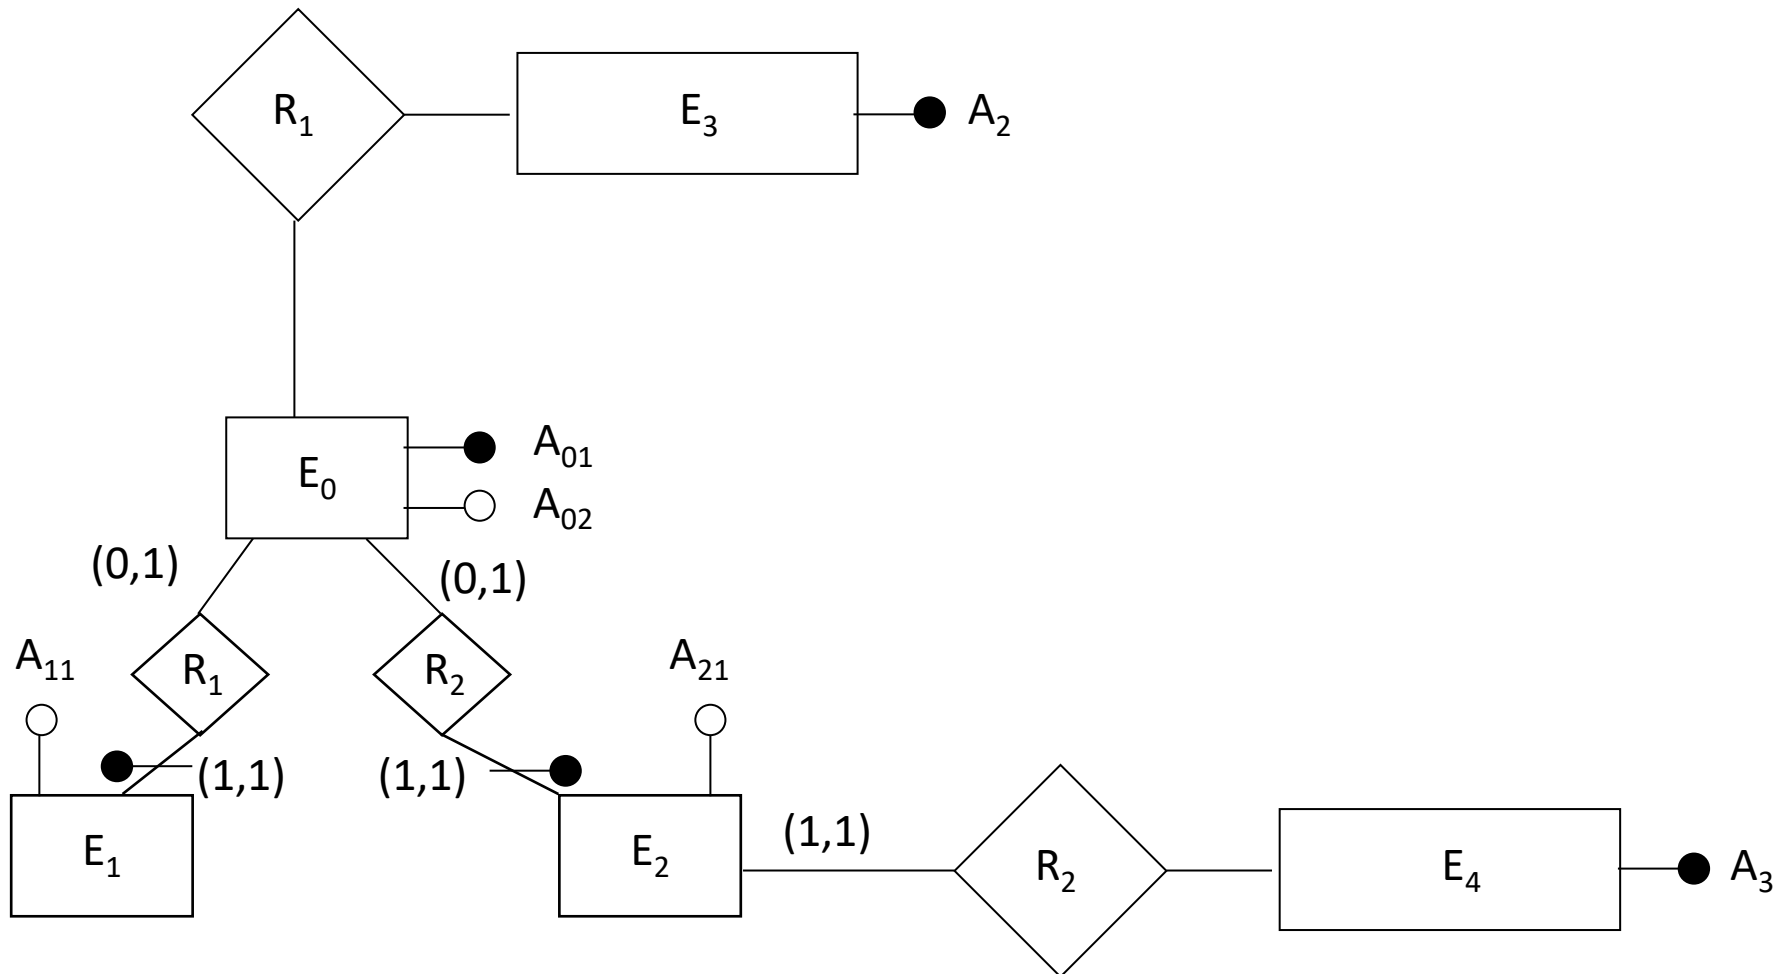 R₁
E₃
A₂
E₀
A₀₁
A₀₂
(0,1)
(0,1)
A₁₁
R₁
R₂
A₂₁
(1,1)
(1,1)
E₁
E₂
(1,1)
R₂
E₄
A₃